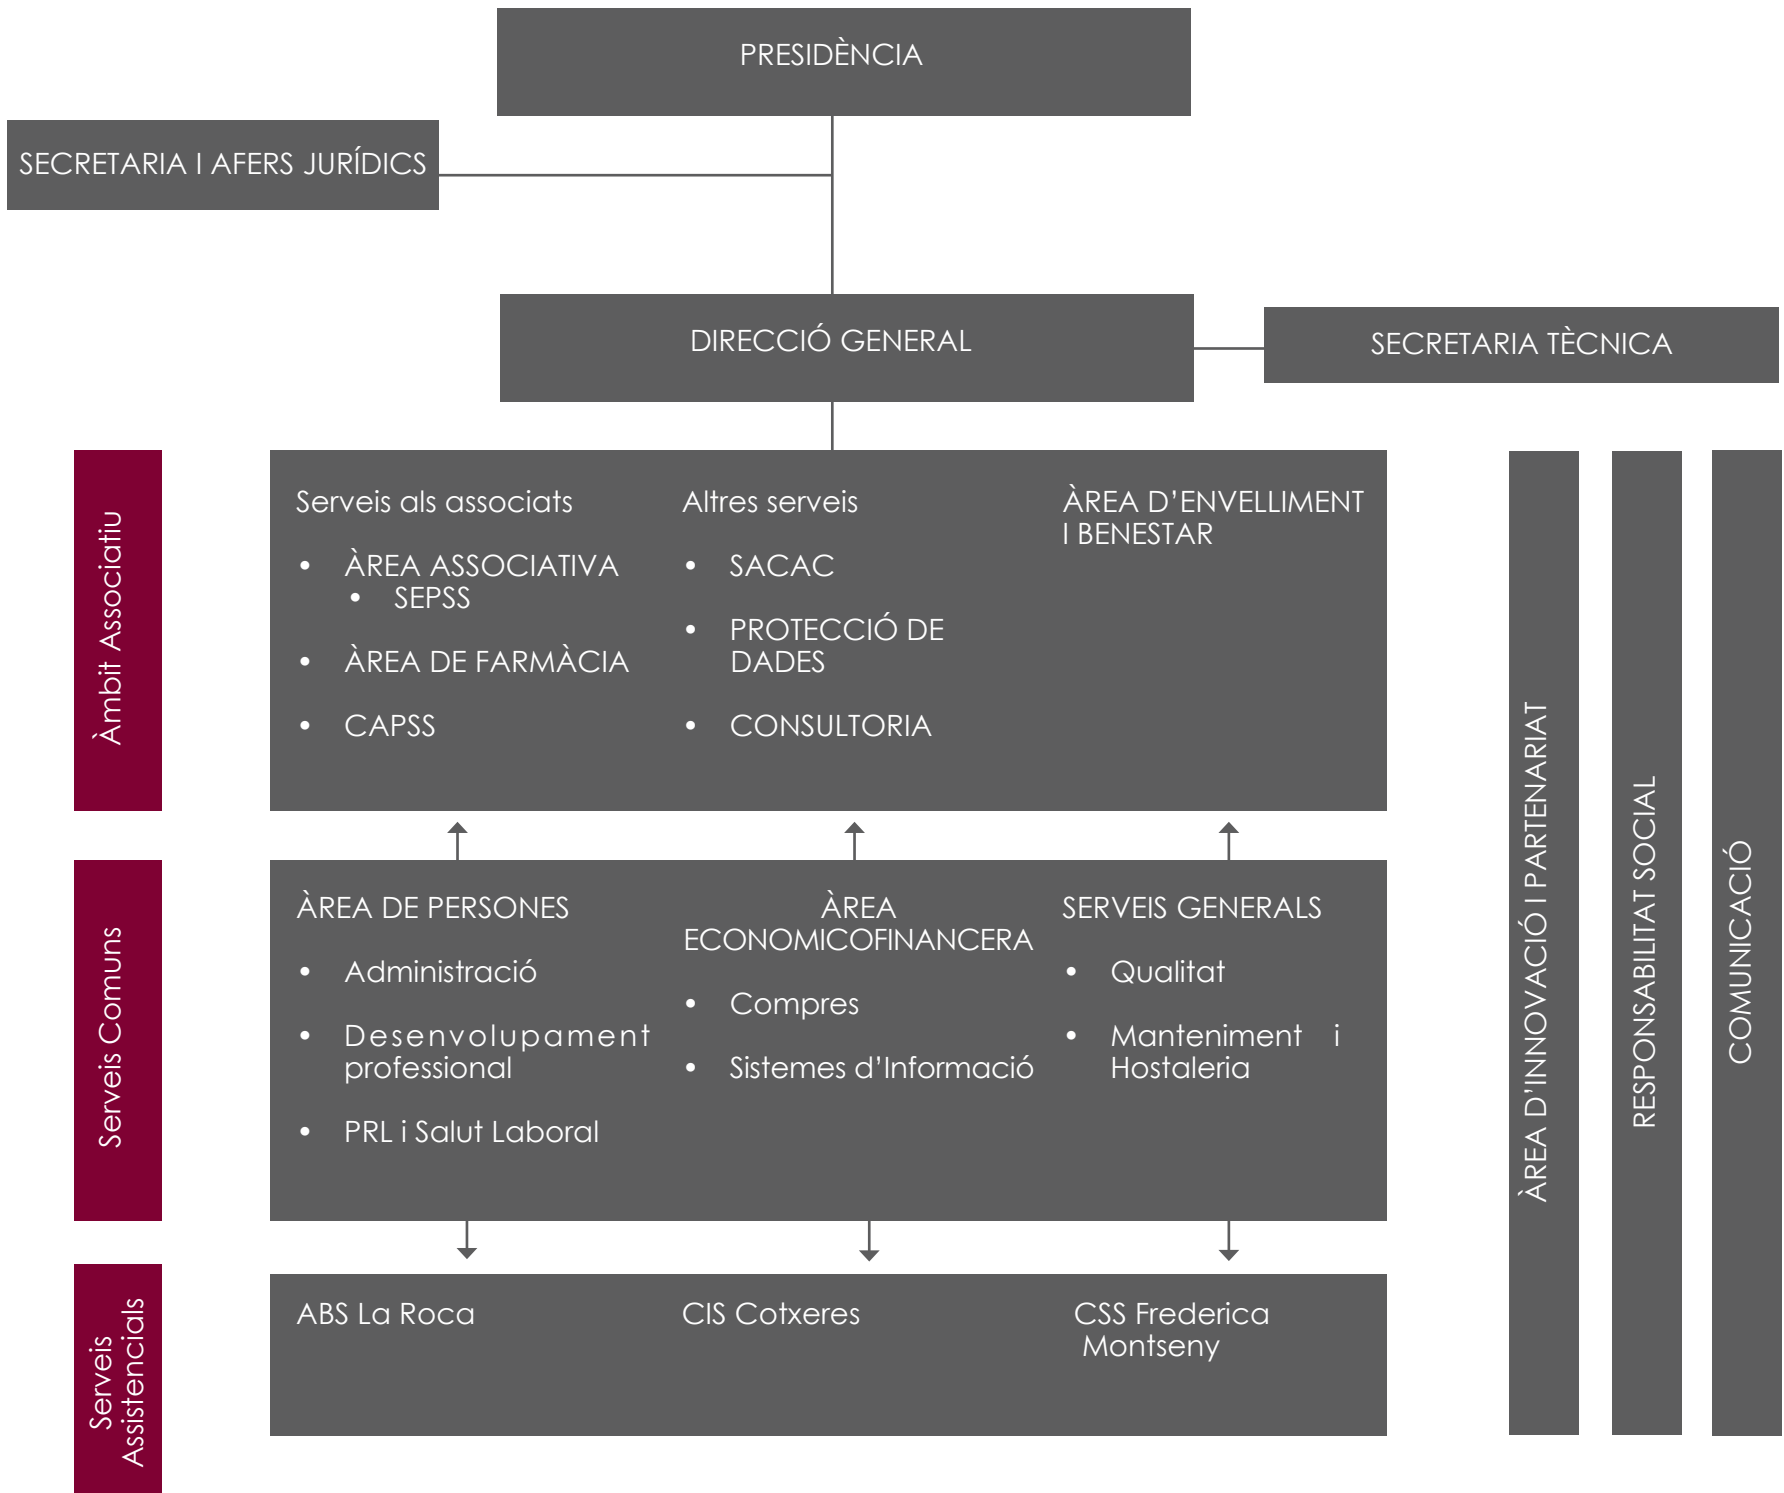 PRESIDÈNCIA
SECRETARIA I AFERS JURÍDICS
DIRECCIÓ GENERAL
SECRETARIA TÈCNICA
Àmbit Associatiu
Serveis als associats
• ÀREA ASSOCIATIVA
• SEPSS
• ÀREA DE FARMÀCIA
• CAPSS
Altres serveis
• SACAC
• PROTECCIÓ DE
DADES
• CONSULTORIA
ÀREA D’ENVELLIMENT
I BENESTAR
Serveis Comuns
ÀREA DE PERSONES
• Administració
• Desenvolupament
professional
• PRL i Salut Laboral
ÀREA
ECONOMICOFINANCERA
• Compres
• Sistemes d’Informació
SERVEIS GENERALS
• Qualitat
• Manteniment i
Hostaleria
Serveis
Assistencials
ABS La Roca
CIS Cotxeres
CSS Frederica
Montseny
ÀREA D’INNOVACIÓ I PARTENARIAT
RESPONSABILITAT SOCIAL
COMUNICACIÓ